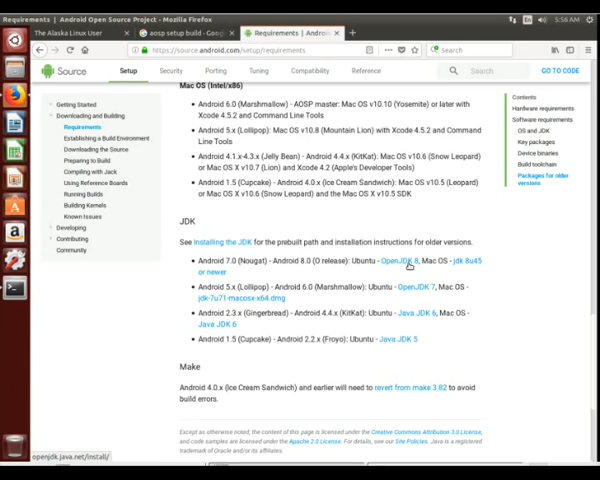 Requirements | Android Open Source Project - Mozilla Firefox
En
5:56 AM
The Alaska Linux User
aosp setup build - Goog
Requirements | Androi
https://source.android.com/setup/requirements
Search
Source
Setup
Security
Porting
Tuning
Compatibility
Reference
Search
GO TO CODE
Getting Started
Downloading and Building
Requirements
Establishing a Build Environment
Downloading the Source
Preparing to Build
Compiling with Jack
Using Reference Boards
Running Builds
Building Kernels
Known Issues
Developing
Contributing
Community
Mac OS (Intel/x86)
Android 6.0 (Marshmallow) - AOSP master: Mac OS v10.10 (Yosemite) or later with
Xcode 4.5.2 and Command Line Tools
Android 5.x (Lollipop): Mac OS v10.8 (Mountain Lion) with Xcode 4.5.2 and Command
Line Tools
Android 4.1.x-4.3.x (Jelly Bean) - Android 4.4.x (KitKat): Mac OS v10.6 (Snow Leopard)
or Mac OS X v10.7 (Lion) and Xcode 4.2 (Apple's Developer Tools)
Android 1.5 (Cupcake) - Android 4.0.x (Ice Cream Sandwich): Mac OS v10.5 (Leopard)
or Mac OS X v10.6 (Snow Leopard) and the Mac OS X v10.5 SDK
JDK
See Installing the JDK for the prebuilt path and installation instructions for older versions.
Android 7.0 (Nougat) - Android 8.0 (O release): Ubuntu - OpenJDK 8, Mac OS - jdk 8u45
or newer
Android 5.x (Lollipop) - Android 6.0 (Marshmallow): Ubuntu - OpenJDK 7, Mac OS -
jdk-7u71-macosx-x64.dmg
Android 2.3.x (Gingerbread) - Android 4.4.x (KitKat): Ubuntu - Java JDK 6, Mac OS -
Java JDK 6
Android 1.5 (Cupcake) - Android 2.2.x (Froyo): Ubuntu - Java JDK 5
Make
Android 4.0.x (Ice Cream Sandwich) and earlier will need to revert from make 3.82 to avoid
build errors.
Except as otherwise noted, the content of this page is licensed under the Creative Commons Attribution 3.0 License,
and code samples are licensed under the Apache 2.0 License. For details, see our Site Policies. Java is a registered
trademark of Oracle and/or its affiliates.
Contents
Hardware requirements
Software requirements
OS and JDK
Key packages
Device binaries
Build toolchain
Packages for older
versions
openjdk.java.net/install/